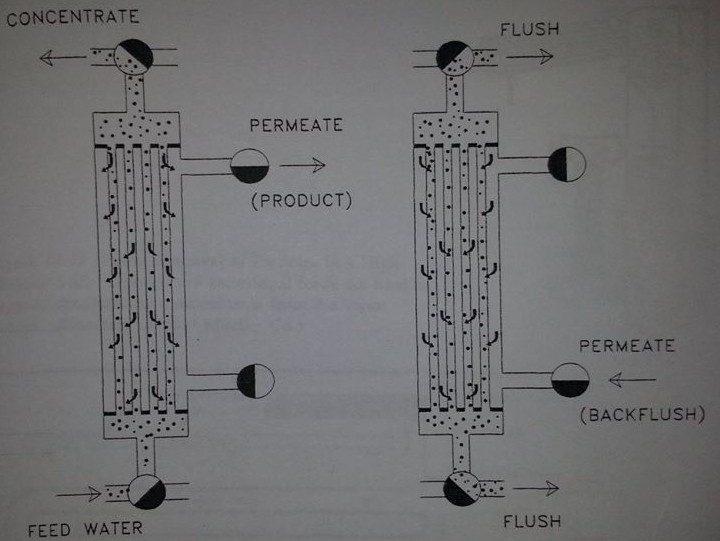 CONCENTRATE
FLUSH
PERMEATE
(PRODUCT)
PERMEATE
(BACKFLUSH)
FEED WATER
FLUSH